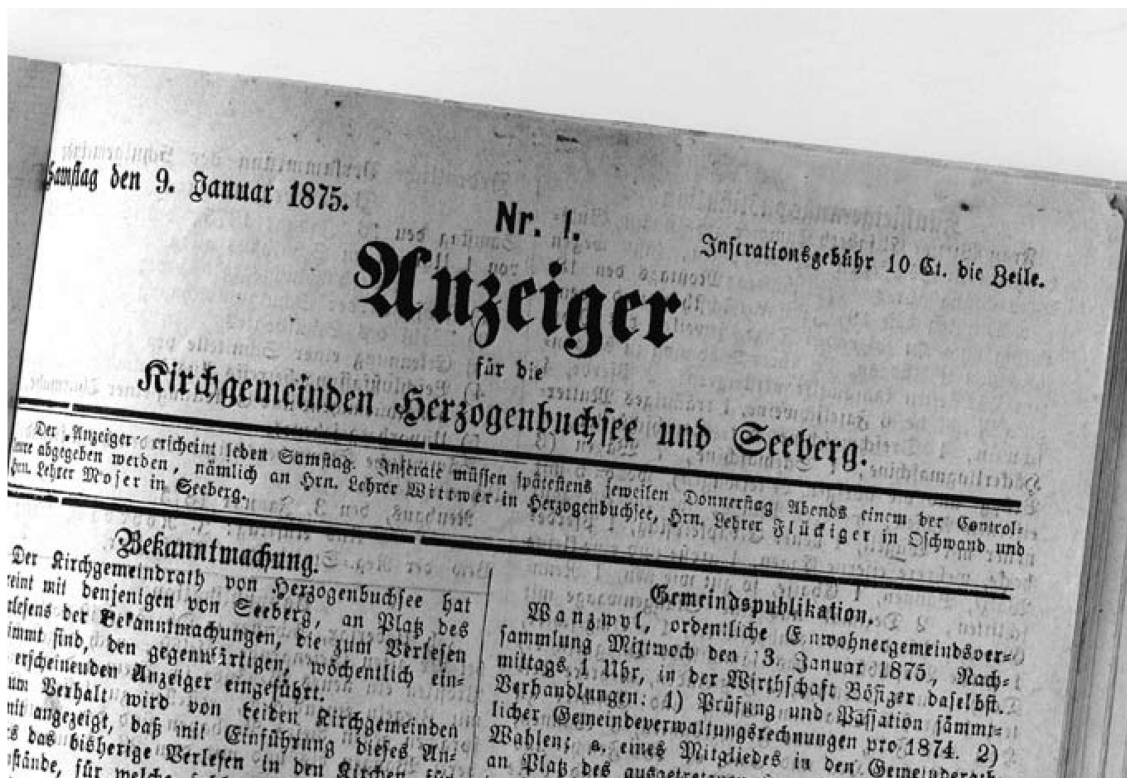 Samstag den 9. Januar 1875.
Nr. 1.
Inserationsgebühr 10 Ct. die Zeile.
Anzeiger
für die
Kirchgemeinden Herzogenbuchsee und Seeberg.
Der „Anzeiger erscheint jeden Samstag. Inserate müssen spätestens jeweilen Donnerstag Abends einem der Control-
abgegeben werden, nämlich an Hrn. Lehrer Wittwer in Herzogenbuchsee, Hrn. Lehrer Flückiger in Oschwand und
Hrn. Lehrer Moser in Seeberg.
Bekanntmachung.
Der Kirchgemeindrath von Herzogenbuchsee hat
mit denjenigen von Seeberg, an Platz des
der Bekanntmachungen, die zum Verlesen
sind, den gegenwärtigen, wöchentlich ein-
erscheinenden Anzeiger eingeführt.
Verhalt wird von beiden Kirchgemeinden
angezeigt, daß mit Einführung dieses An-
das bisherige Verlesen in den Kirchen für
für welche
Gemeindspublikation.
Wanzwyl, ordentliche Einwohnergemeindsver-
sammlung Mittwoch den 13 Januar 1875, Nach-
mittags 1 Uhr, in der Wirthschaft Bösiger daselbst.
Verhandlungen: 1) Prüfung und Passation sämmt-
licher Gemeindeverwaltungsrechnungen pro 1874. 2)
Wahlen; a. eines Mitgliedes in den
an Platz des